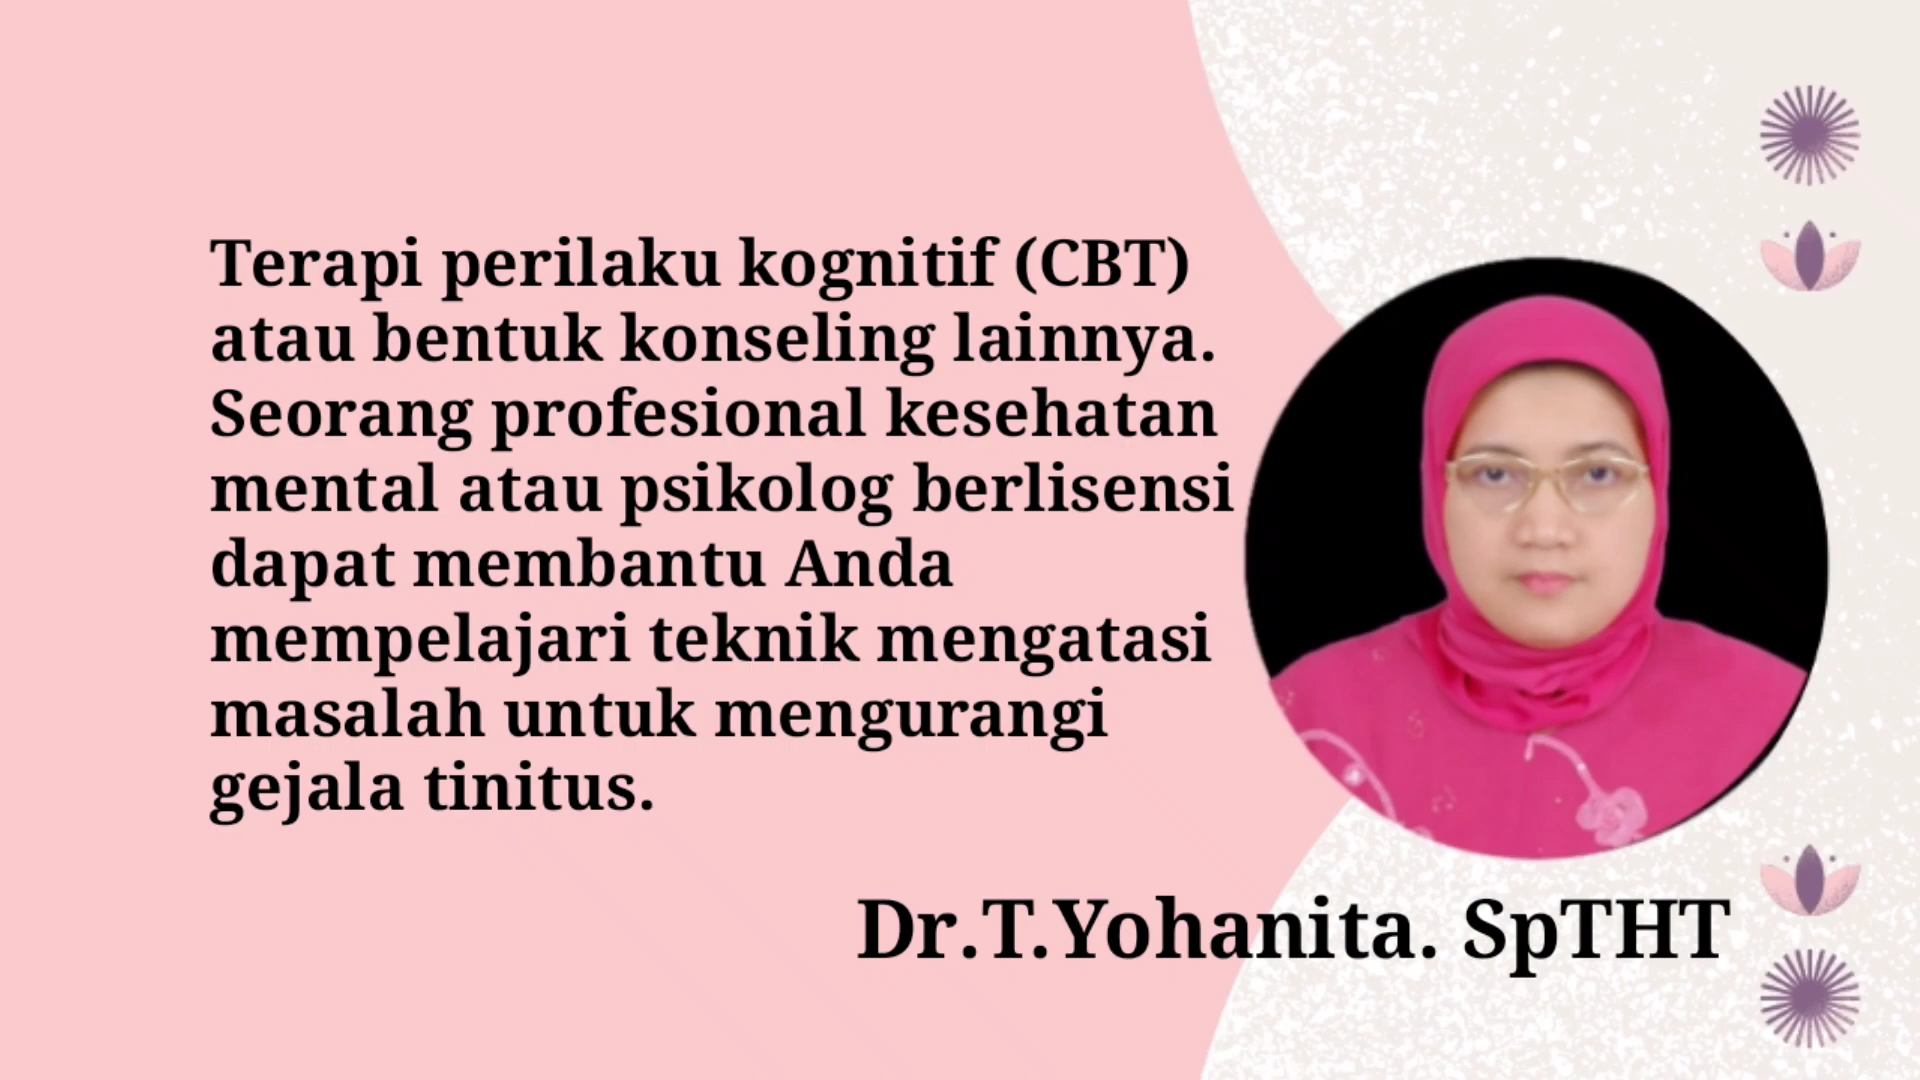 Terapi perilaku kognitif (CBT)
atau bentuk konseling lainnya.
Seorang profesional kesehatan
mental atau psikolog berlisensi
dapat membantu Anda
mempelajari teknik mengatasi
masalah untuk mengurangi
gejala tinitus.
Dr.T.Yohanita. SpTHT